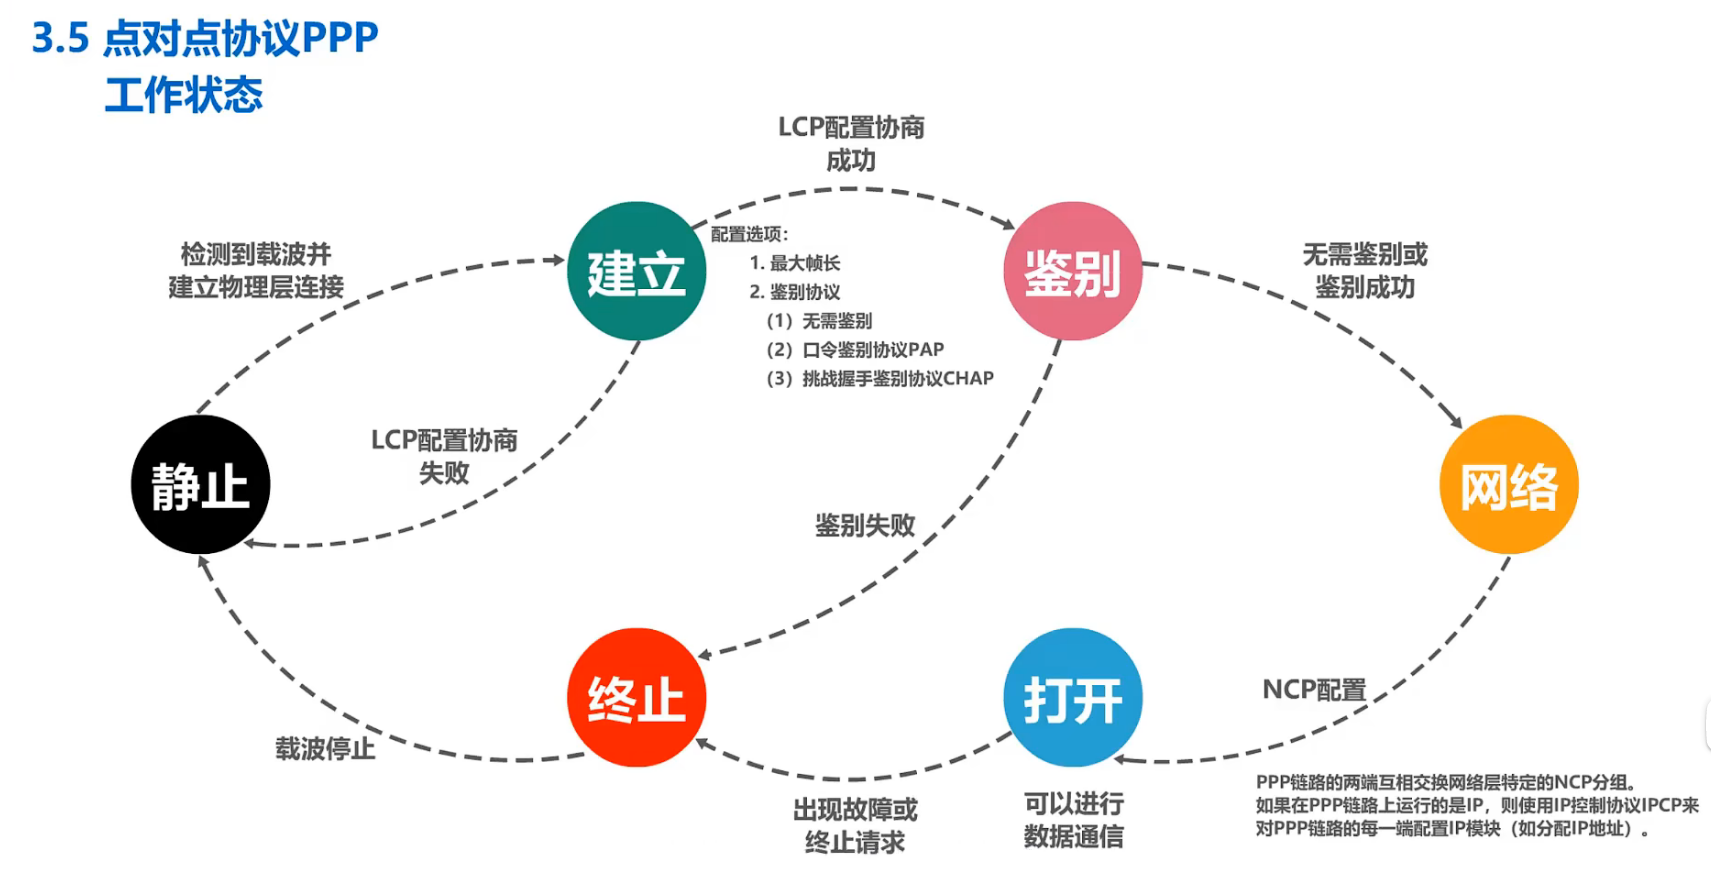 3.5 点对点协议PPP
工作状态
LCP配置协商
成功
检测到载波并
建立物理层连接
建立
配置选项：
1. 最大帧长
2. 鉴别协议
（1）无需鉴别
（2）口令鉴别协议PAP
（3）挑战握手鉴别协议CHAP
鉴别
无需鉴别或
鉴别成功
LCP配置协商
失败
静止
网络
鉴别失败
终止
打开
NCP配置
载波停止
出现故障或
终止请求
可以进行
数据通信
PPP链路的两端互相交换网络层特定的NCP分组。
如果在PPP链路上运行的是IP，则使用IP控制协议IPCP来
对PPP链路的每一端配置IP模块（如分配IP地址）。